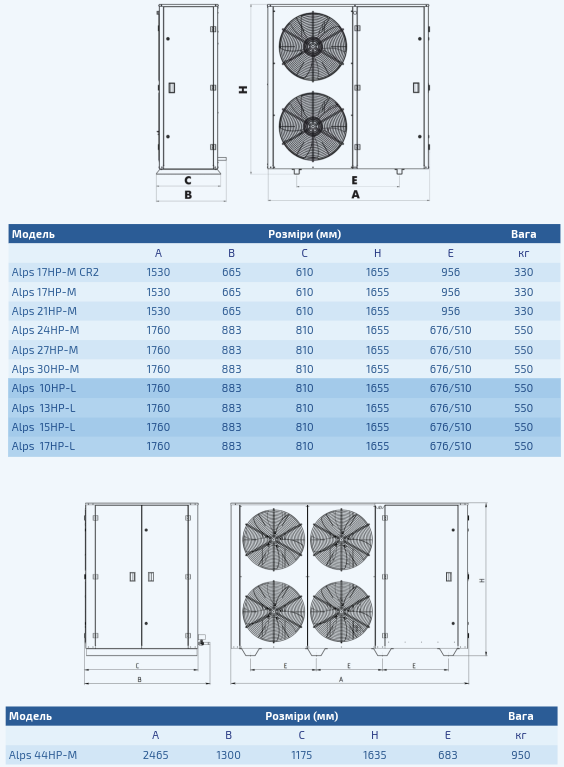 H
C
E
B
A
Модель Розміри (мм) Вага
A B C H E кг
Alps 17HP-M CR2 1530 665 610 1655 956 330
Alps 17HP-M 1530 665 610 1655 956 330
Alps 21HP-M 1530 665 610 1655 956 330
Alps 24HP-M 1760 883 810 1655 676/510 550
Alps 27HP-M 1760 883 810 1655 676/510 550
Alps 30HP-M 1760 883 810 1655 676/510 550
Alps 10HP-L 1760 883 810 1655 676/510 550
Alps 13HP-L 1760 883 810 1655 676/510 550
Alps 15HP-L 1760 883 810 1655 676/510 550
Alps 17HP-L 1760 883 810 1655 676/510 550
H
C E E E
B A
Модель Розміри (мм) Вага
A B C H E кг
Alps 44HP-M 2465 1300 1175 1635 683 950